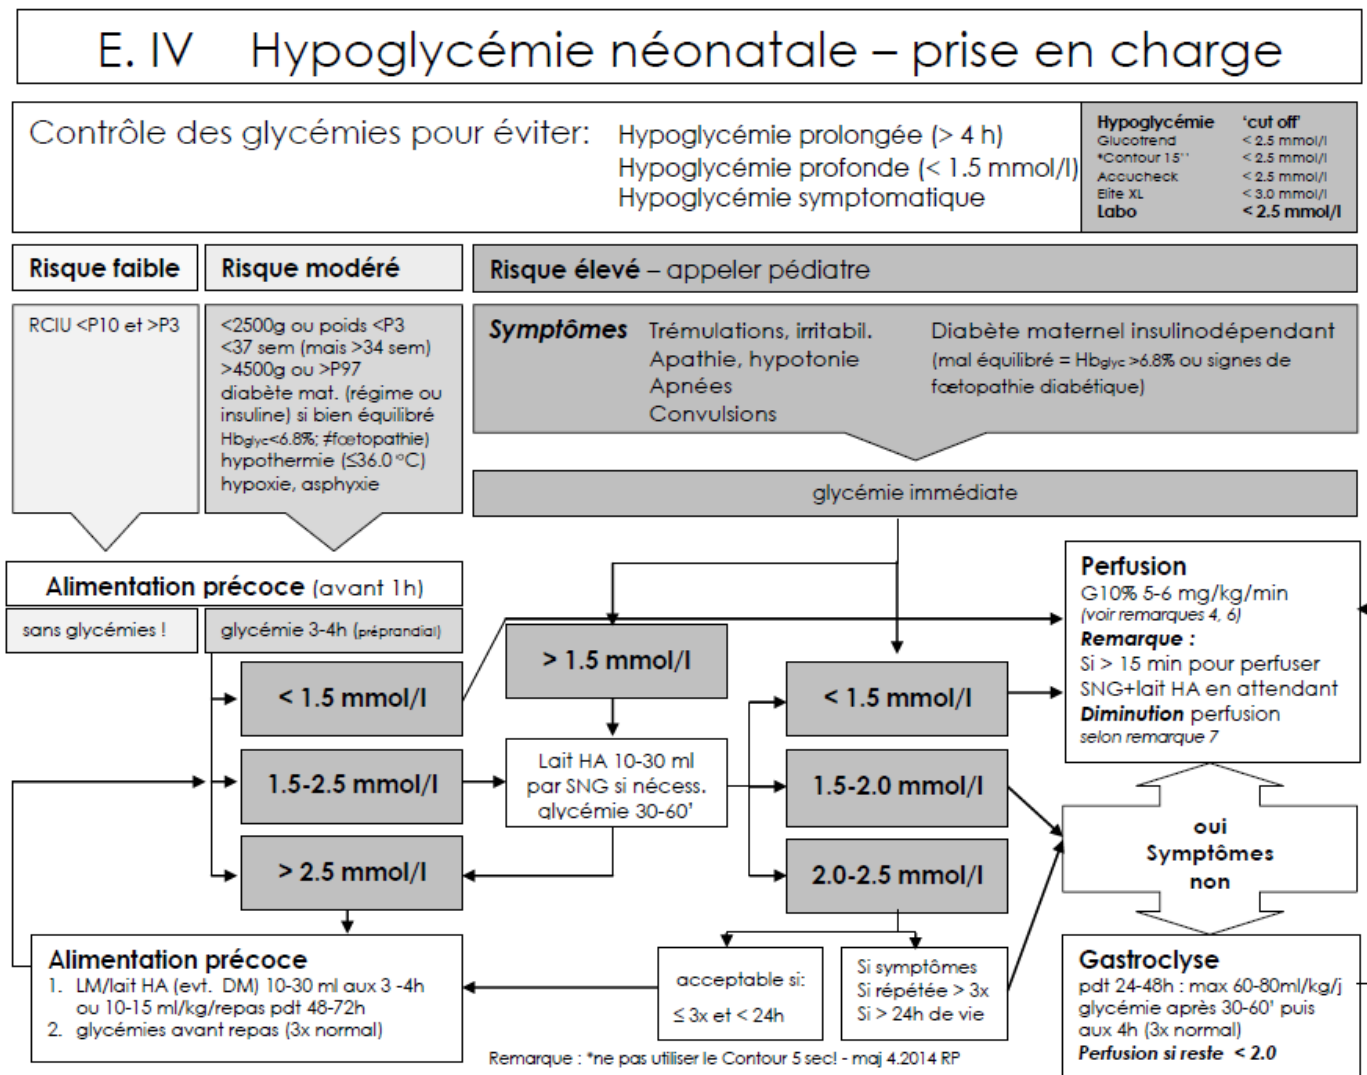 E. IV Hypoglycémie néonatale – prise en charge
Contrôle des glycémies pour éviter:
Hypoglycémie prolongée (> 4 h)
Hypoglycémie profonde (< 1.5 mmol/l)
Hypoglycémie symptomatique
Hypoglycémie 'cut off'
Glucotrend < 2.5 mmol/l
*Contour 15'' < 2.5 mmol/l
Accucheck < 2.5 mmol/l
Elite XL < 3.0 mmol/l
Labo < 2.5 mmol/l
Risque faible
RCIU <P10 et >P3
Risque modéré
<2500g ou poids <P3
<37 sem (mais >34 sem)
>4500g ou >P97
diabète mat. (régime ou
insuline) si bien équilibré
Hbglyc<6.8%; ≠fœtopathie)
hypothermie (≤36.0 °C)
hypoxie, asphyxie
Risque élevé – appeler pédiatre
Symptômes Trémulations, irritabil.
Apathie, hypotonie
Apnées
Convulsions
Diabète maternel insulinodépendant
(mal équilibré = Hbglyc >6.8% ou signes de
fœtopathie diabétique)
glycémie immédiate
Alimentation précoce (avant 1h)
sans glycémies !
glycémie 3-4h (préprandial)
< 1.5 mmol/l
1.5-2.5 mmol/l
> 2.5 mmol/l
> 1.5 mmol/l
Lait HA 10-30 ml
par SNG si nécess.
glycémie 30-60'
< 1.5 mmol/l
1.5-2.0 mmol/l
2.0-2.5 mmol/l
Perfusion
G10% 5-6 mg/kg/min
(voir remarques 4, 6)
Remarque :
Si > 15 min pour perfuser
SNG+lait HA en attendant
Diminution perfusion
selon remarque 7
oui
Symptômes
non
Alimentation précoce
1. LM/lait HA (evt. DM) 10-30 ml aux 3 -4h
ou 10-15 ml/kg/repas pdt 48-72h
2. glycémies avant repas (3x normal)
acceptable si:
≤ 3x et < 24h
Si symptômes
Si répétée > 3x
Si > 24h de vie
Gastroclyse
pdt 24-48h : max 60-80ml/kg/j
glycémie après 30-60' puis
aux 4h (3x normal)
Perfusion si reste < 2.0
Remarque : *ne pas utiliser le Contour 5 sec! - maj 4.2014 RP